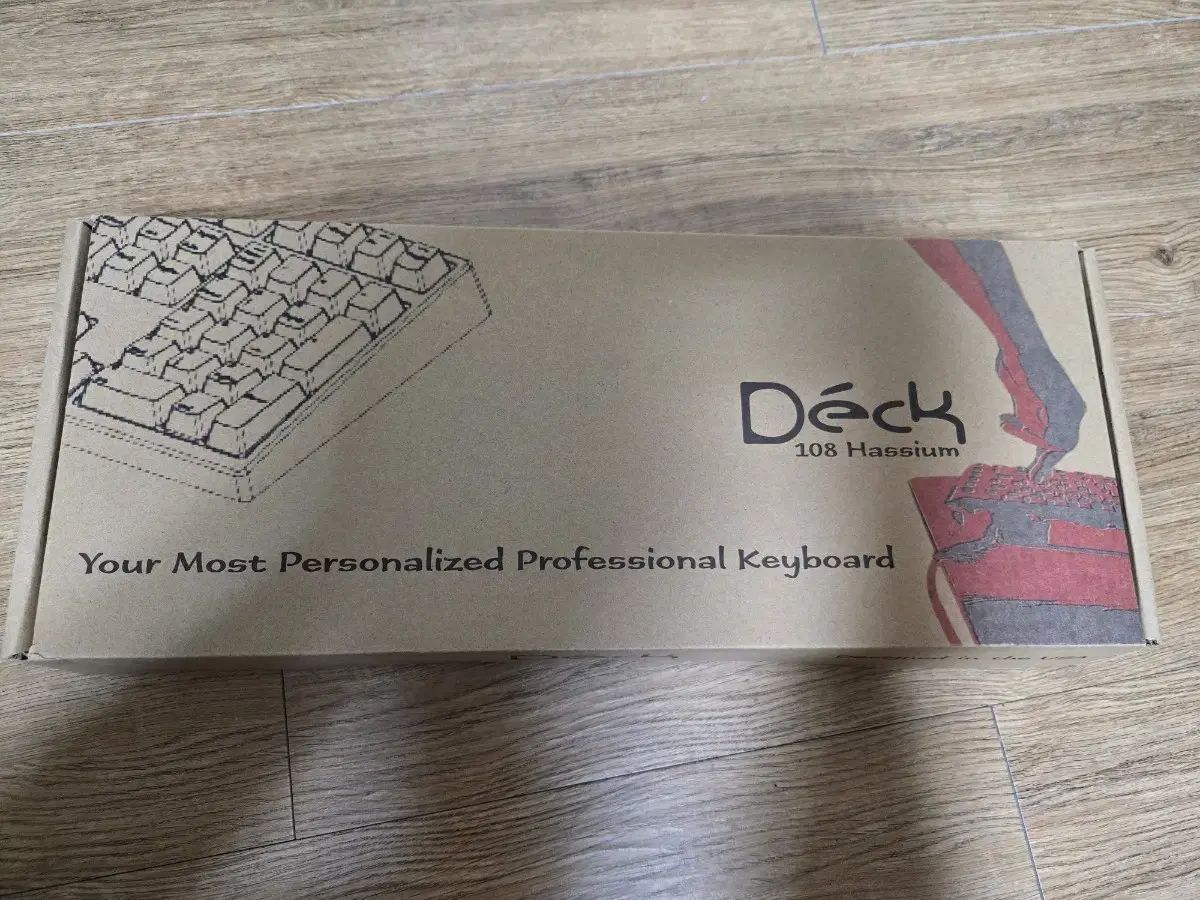 Déck
108 Hassium
Your Most Personalized Professional Keyboard